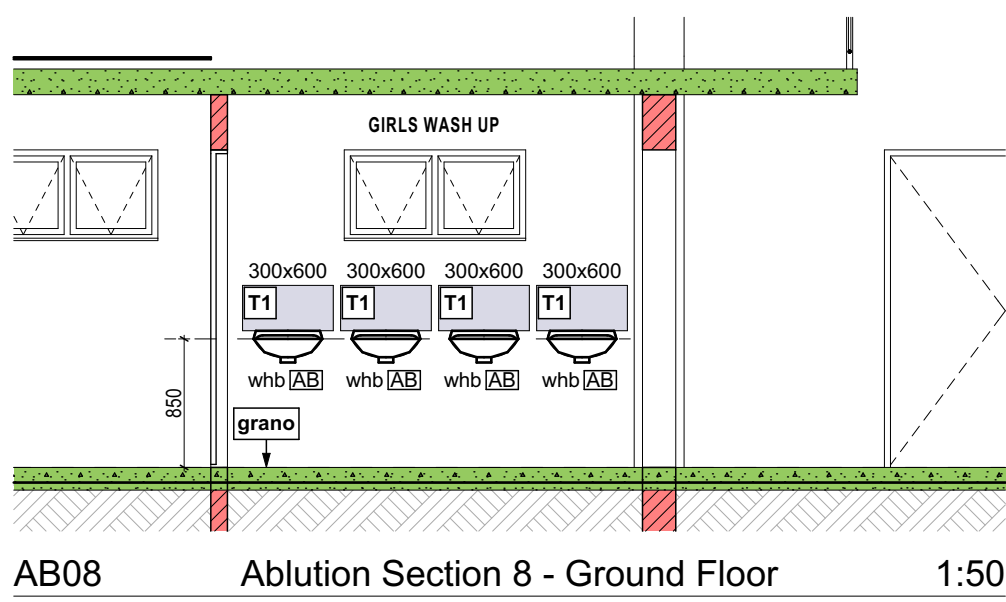 GIRLS WASH UP
300x600 300x600 300x600 300x600
T1 T1 T1 T1
whb AB whb AB whb AB whb AB
850
grano
AB08 Ablution Section 8 - Ground Floor 1:50